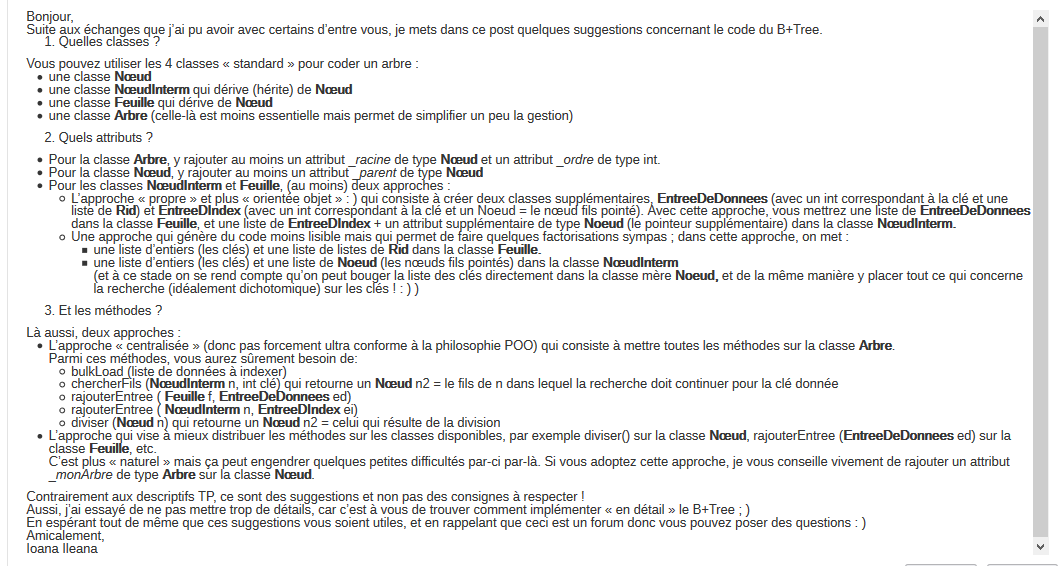 Bonjour,
Suite aux échanges que j’ai pu avoir avec certains d’entre vous, je mets dans ce post quelques suggestions concernant le code du B+Tree.
1. Quelles classes ?
Vous pouvez utiliser les 4 classes « standard » pour coder un arbre :
• une classe Nœud
• une classe NœudInterm qui dérive (hérite) de Nœud
• une classe Feuille qui dérive de Nœud
• une classe Arbre (celle-là est moins essentielle mais permet de simplifier un peu la gestion)
2. Quels attributs ?
• Pour la classe Arbre, y rajouter au moins un attribut _racine de type Nœud et un attribut _ordre de type int.
• Pour la classe Nœud, y rajouter au moins un attribut _parent de type Nœud
• Pour les classes NœudInterm et Feuille, (au moins) deux approches :
◦ L’approche « propre » et plus « orientée objet » : ) qui consiste à créer deux classes supplémentaires, EntreeDeDonnees (avec un int correspondant à la clé et une
liste de Rid) et EntreeDIndex (avec un int correspondant à la clé et un Noeud = le nœud fils pointé). Avec cette approche, vous mettrez une liste de EntreeDeDonnees
dans la classe Feuille, et une liste de EntreeDIndex + un attribut supplémentaire de type Noeud (le pointeur supplémentaire) dans la classe NœudInterm.
◦ Une approche qui génère du code moins lisible mais qui permet de faire quelques factorisations sympas ; dans cette approche, on met :
▪ une liste d’entiers (les clés) et une liste de listes de Rid dans la classe Feuille.
▪ une liste d’entiers (les clés) et une liste de Noeud (les nœuds fils pointés) dans la classe NœudInterm
(et à ce stade on se rend compte qu’on peut bouger la liste des clés directement dans la classe mère Noeud, et de la même manière y placer tout ce qui concerne
la recherche (idéalement dichotomique) sur les clés ! : ) )
3. Et les méthodes ?
Là aussi, deux approches :
• L’approche « centralisée » (donc pas forcement ultra conforme à la philosophie POO) qui consiste à mettre toutes les méthodes sur la classe Arbre.
Parmi ces méthodes, vous aurez sûrement besoin de:
◦ bulkLoad (liste de données à indexer)
◦ chercherFils (NœudInterm n, int clé) qui retourne un Nœud n2 = le fils de n dans lequel la recherche doit continuer pour la clé donnée
◦ rajouterEntree ( Feuille f, EntreeDeDonnees ed)
◦ rajouterEntree ( NœudInterm n, EntreeDIndex ei)
◦ diviser (Nœud n) qui retourne un Nœud n2 = celui qui résulte de la division
• L’approche qui vise à mieux distribuer les méthodes sur les classes disponibles, par exemple diviser() sur la classe Nœud, rajouterEntree (EntreeDeDonnees ed) sur la
classe Feuille, etc.
C’est plus « naturel » mais ça peut engendrer quelques petites difficultés par-ci par-là. Si vous adoptez cette approche, je vous conseille vivement de rajouter un attribut
_monArbre de type Arbre sur la classe Nœud.
Contrairement aux descriptifs TP, ce sont des suggestions et non pas des consignes à respecter !
Aussi, j’ai essayé de ne pas mettre trop de détails, car c’est à vous de trouver comment implémenter « en détail » le B+Tree ; )
En espérant tout de même que ces suggestions vous soient utiles, et en rappelant que ceci est un forum donc vous pouvez poser des questions : )
Amicalement,
Ioana Ileana